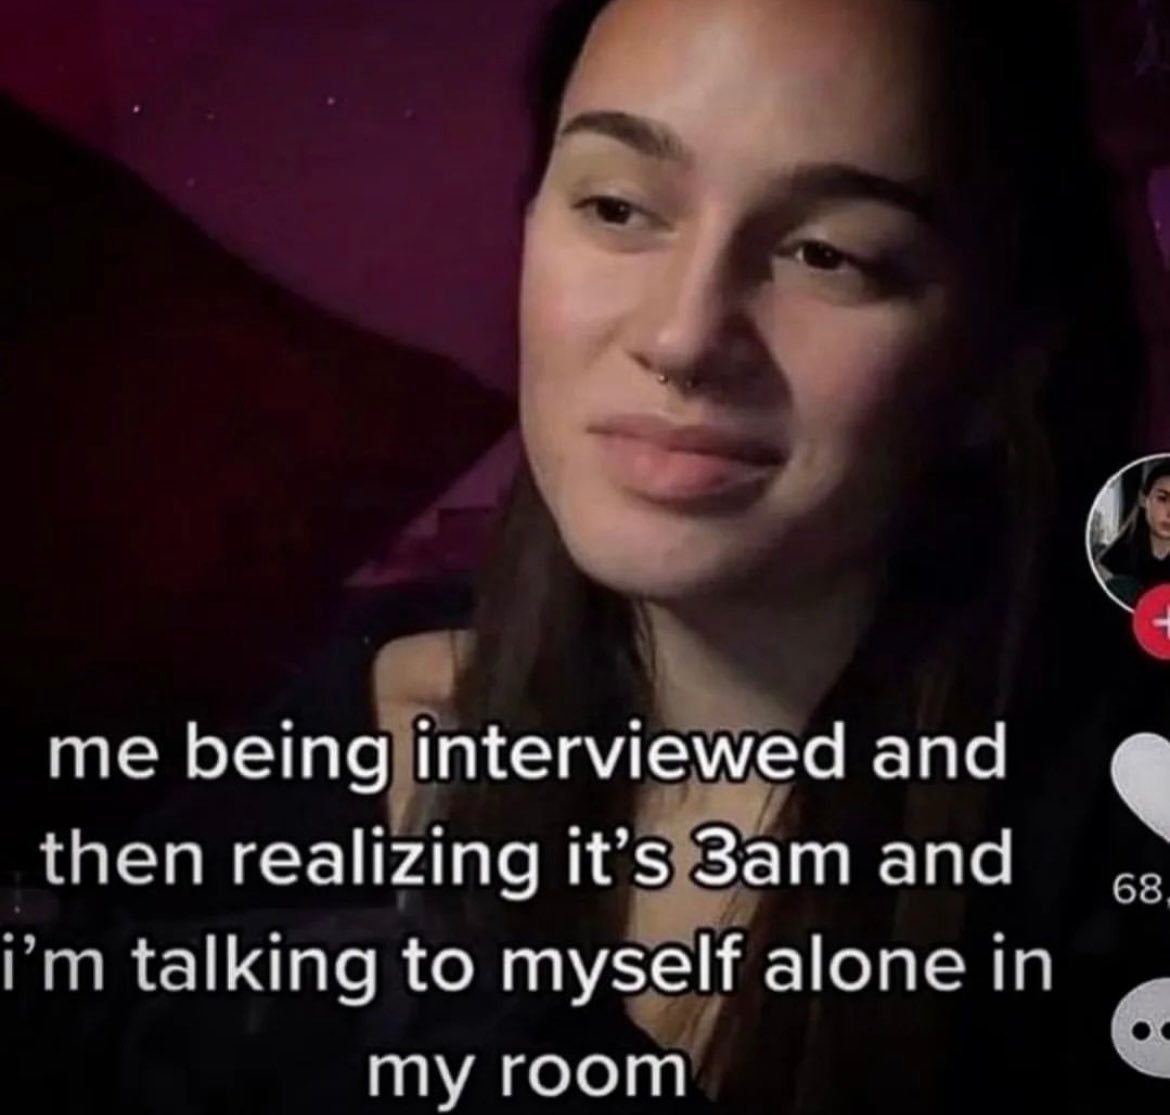 me being interviewed and
then realizing it's 3am and
i'm talking to myself alone in
my room
68